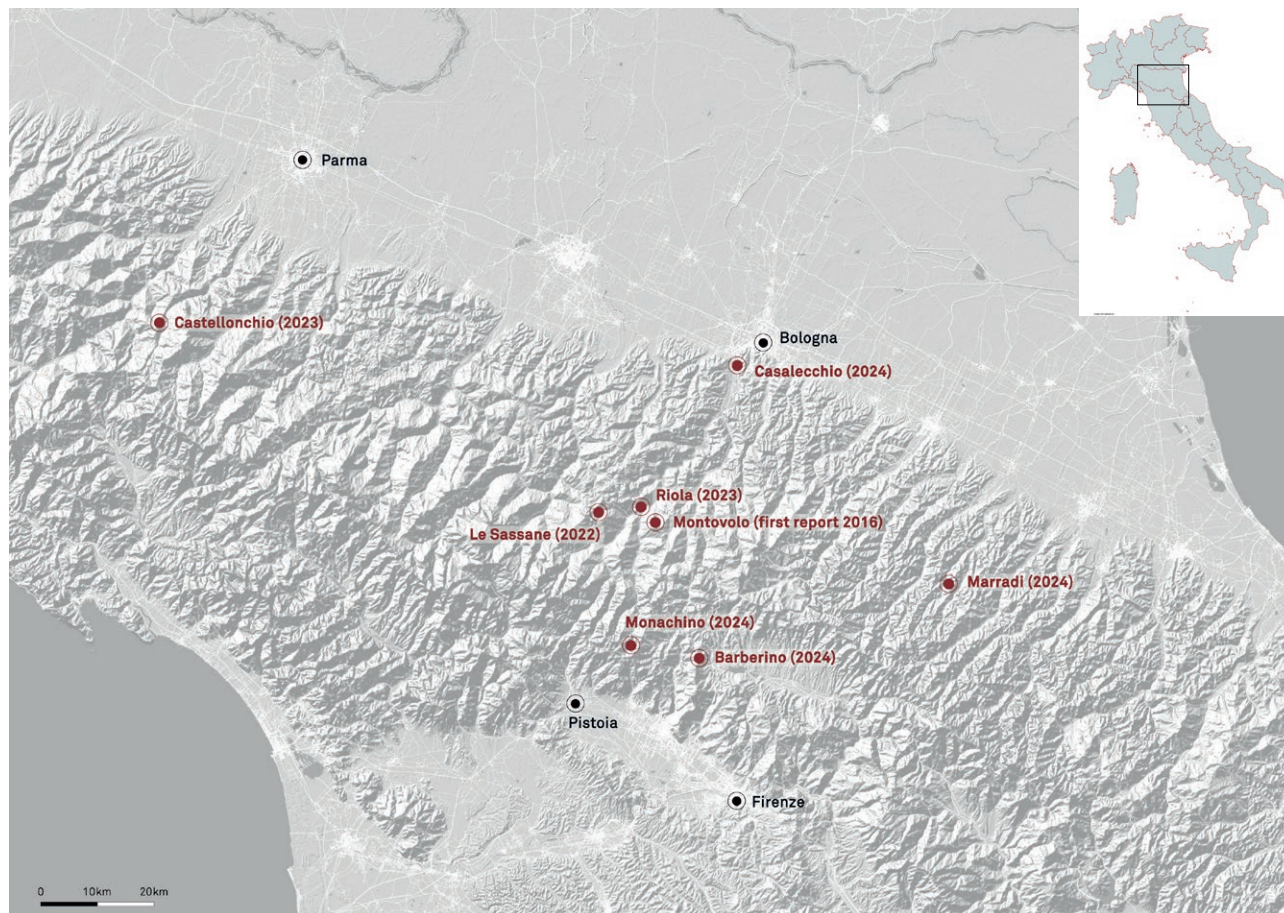 Parma
Castellonchio (2023)
Bologna
Casalecchio (2024)
Riola (2023)
Le Sassane (2022)
Montovolo (first report 2016)
Marradi (2024)
Monachino (2024)
Barberino (2024)
Pistoia
Firenze
0 10km 20km